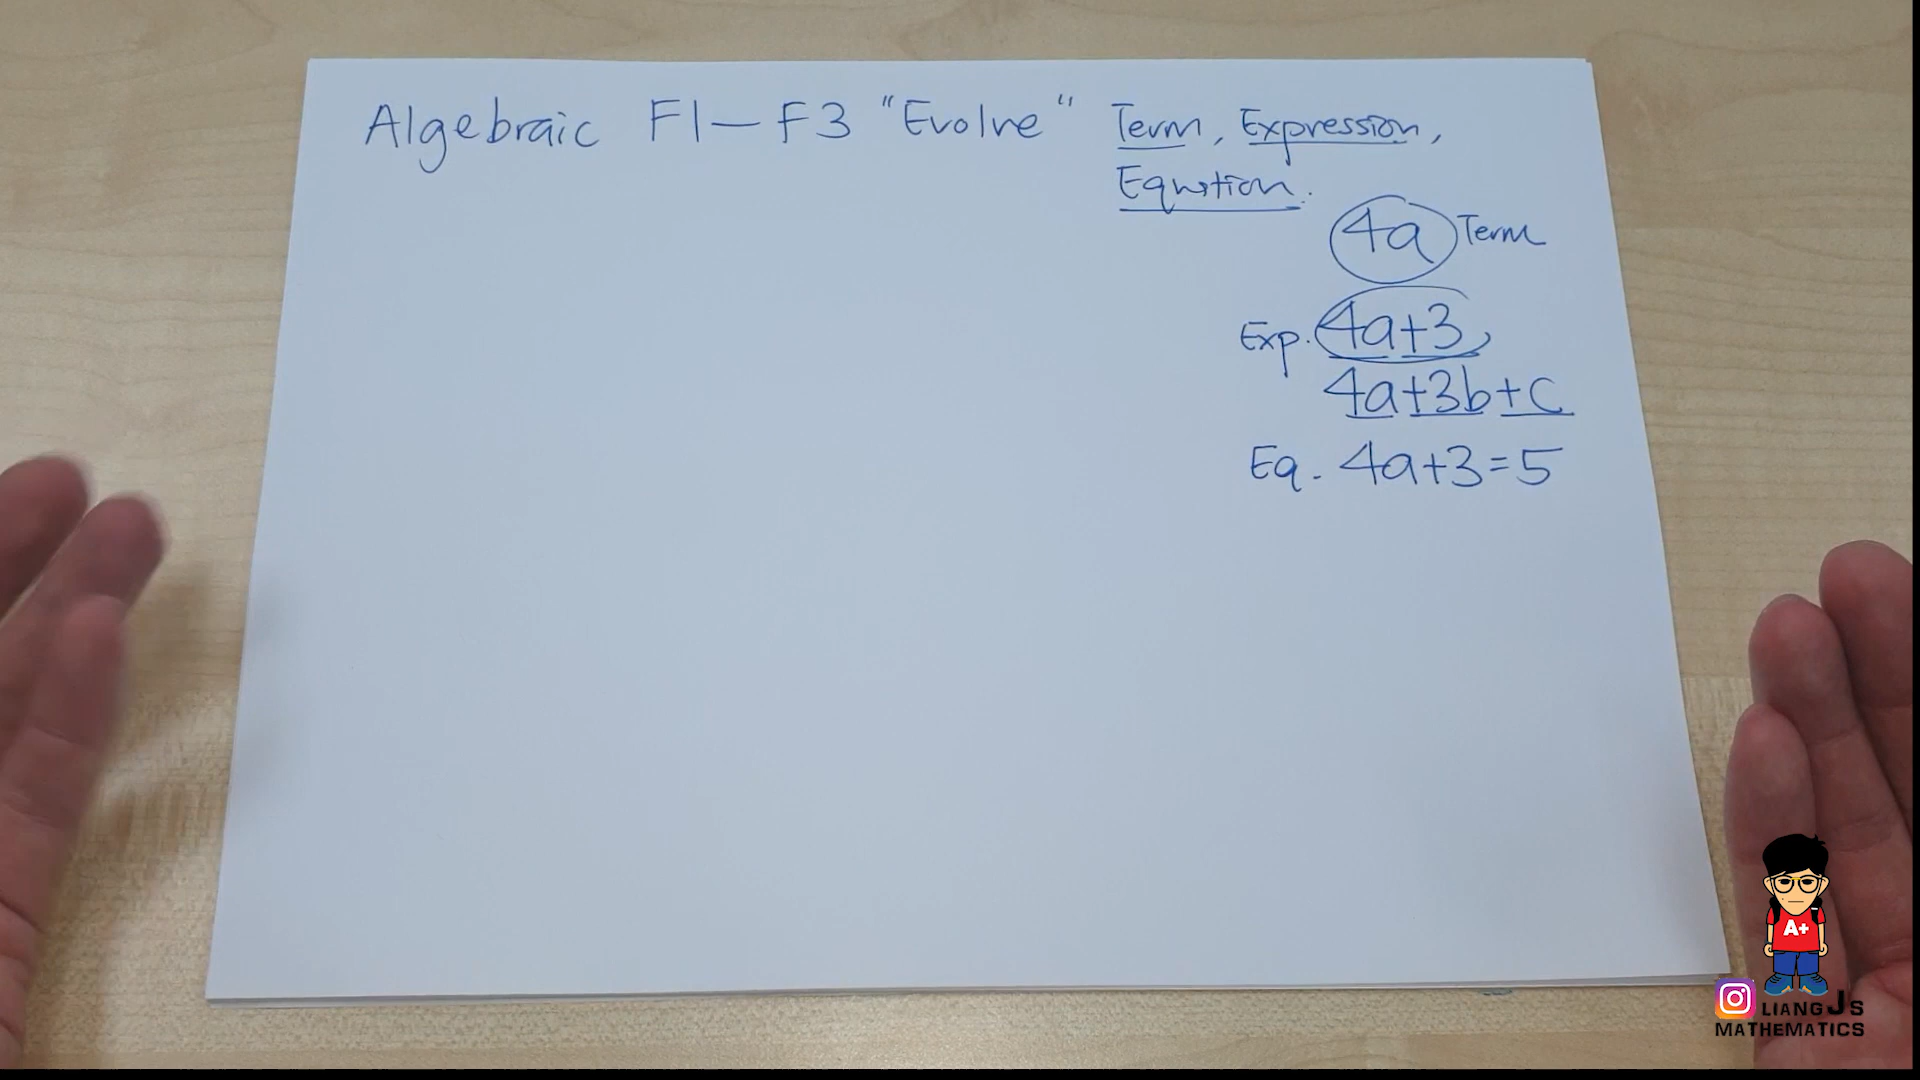 Algebraic F1 — F3 "Evolve" Term, Expression,
Equation.
4a Term
Exp. 4a+3
4a+3b+c
Eq. 4a+3=5
A+
LIANGJS
MATHEMATICS